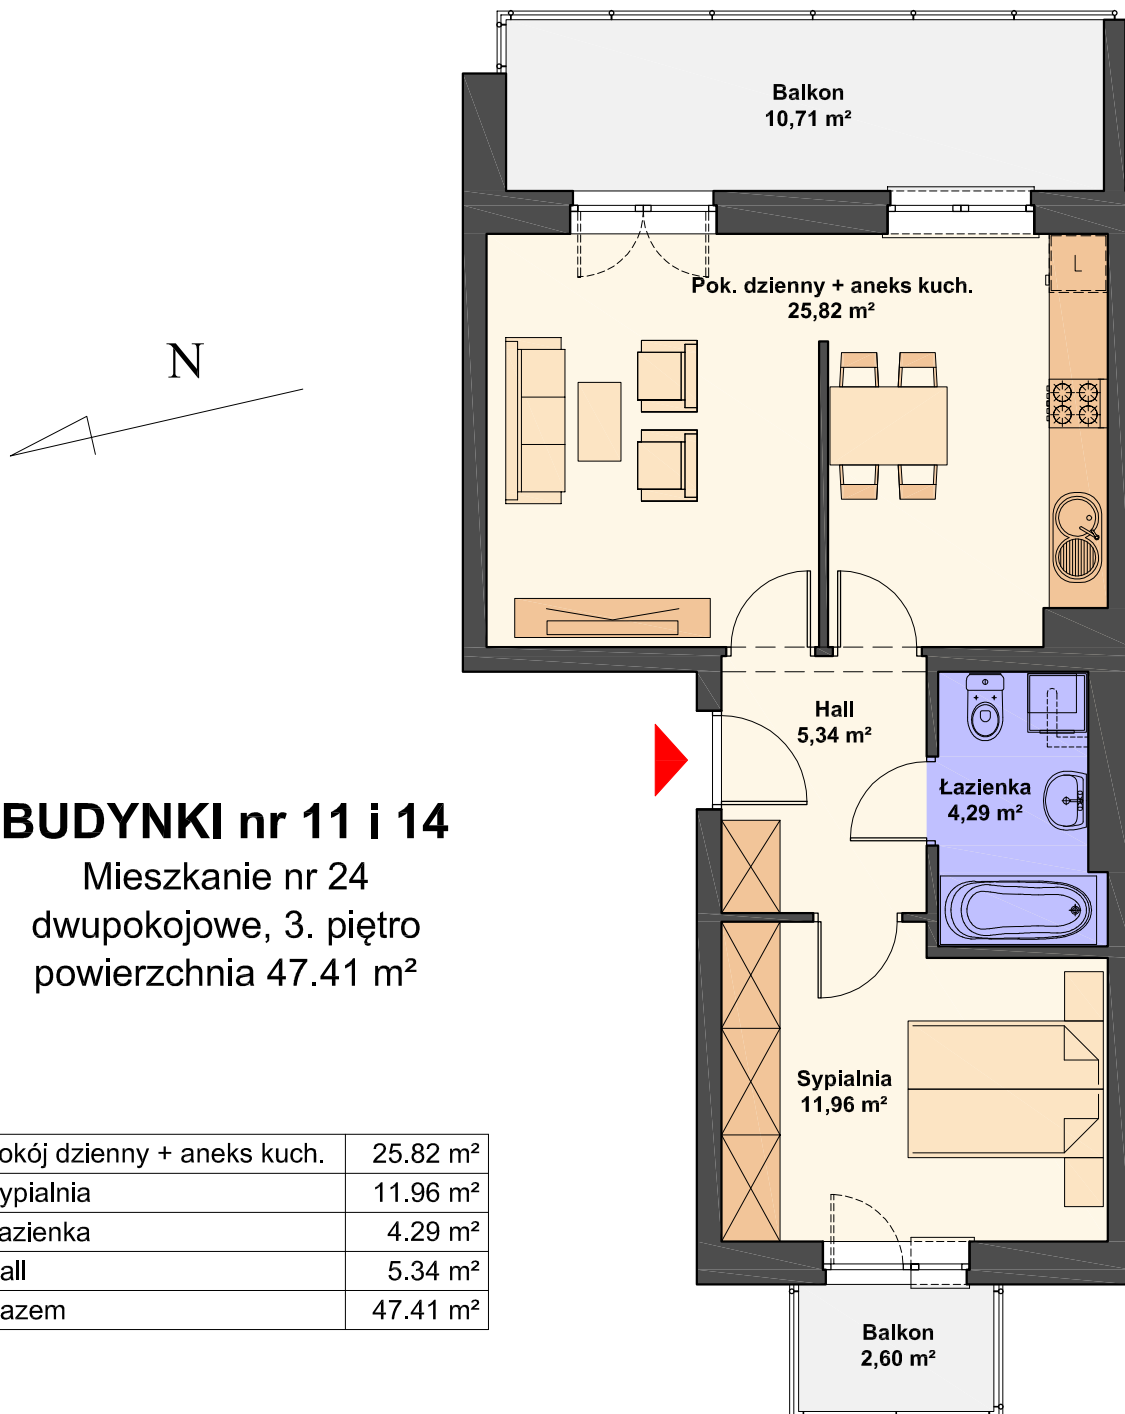 Balkon
10,71 m²
Pok. dzienny + aneks kuch.
25,82 m²
L
N
Hall
5,34 m²
Łazienka
4,29 m²
BUDYNKI nr 11 i 14
Mieszkanie nr 24
dwupokojowe, 3. piętro
powierzchnia 47.41 m²
Sypialnia
11,96 m²
okój dzienny + aneks kuch. 25.82 m²
ypialnia 11.96 m²
azienka 4.29 m²
all 5.34 m²
azem 47.41 m²
Balkon
2,60 m²